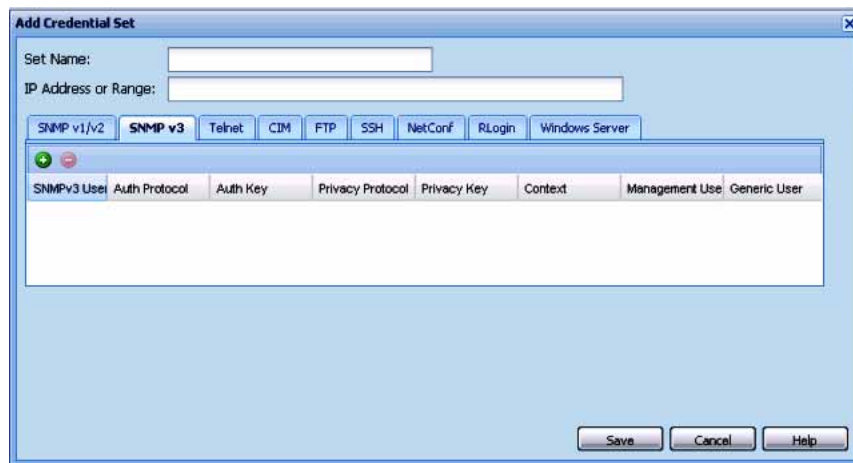 Add Credential Set
Set Name:
IP Address or Range:
SNMP v1/v2 SNMP v3 Telnet CIM FTP SSH NetConf RLogin Windows Server
SNMPv3 User Auth Protocol Auth Key Privacy Protocol Privacy Key Context Management Use Generic User
Save Cancel Help